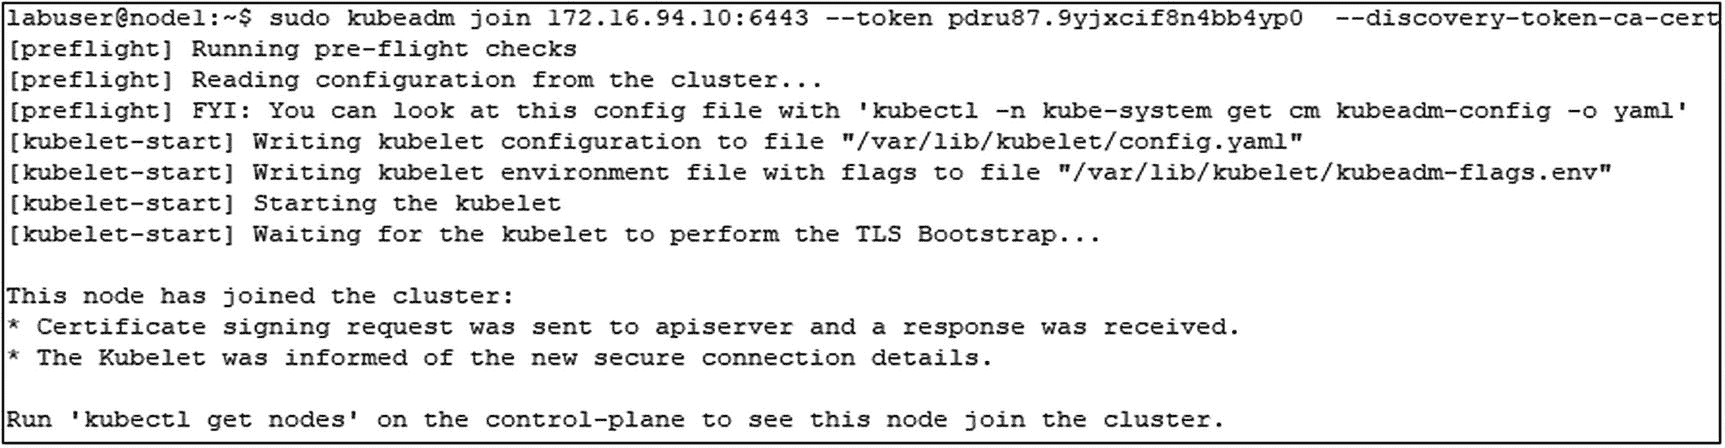 labuser@node1:~$ sudo kubeadm join 172.16.94.10:6443 --token pdru87.9yjxcif8n4bb4yp0  --discovery-token-ca-cert
[preflight] Running pre-flight checks
[preflight] Reading configuration from the cluster...
[preflight] FYI: You can look at this config file with 'kubectl -n kube-system get cm kubeadm-config -o yaml'
[kubelet-start] Writing kubelet configuration to file "/var/lib/kubelet/config.yaml"
[kubelet-start] Writing kubelet environment file with flags to file "/var/lib/kubelet/kubeadm-flags.env"
[kubelet-start] Starting the kubelet
[kubelet-start] Waiting for the kubelet to perform the TLS Bootstrap...
This node has joined the cluster:
* Certificate signing request was sent to apiserver and a response was received.
* The Kubelet was informed of the new secure connection details.
Run 'kubectl get nodes' on the control-plane to see this node join the cluster.